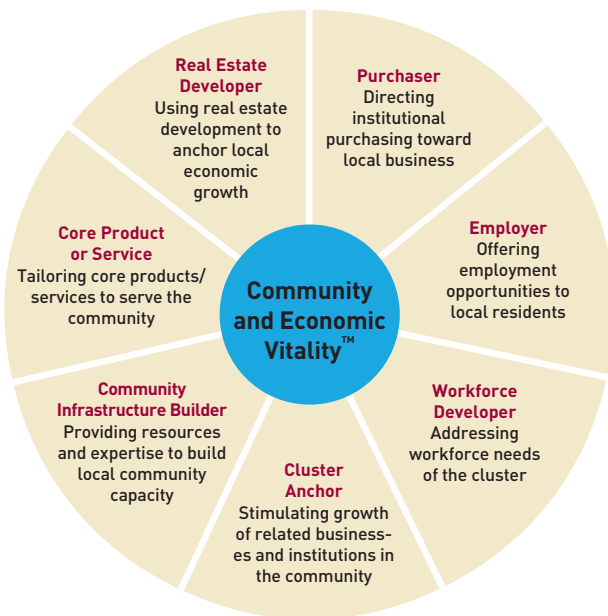 Real Estate
Developer
Using real estate
development to
anchor local
economic
growth
Purchaser
Directing
institutional
purchasing toward
local business
Employer
Offering
employment
opportunities to
local residents
Workforce
Developer
Addressing
workforce needs
of the cluster
Cluster
Anchor
Stimulating growth
of related business-
es and institutions in
the community
Community
Infrastructure Builder
Providing resources
and expertise to build
local community
capacity
Core Product
or Service
Tailoring core products/
services to serve the
community
Community
and Economic
Vitality™